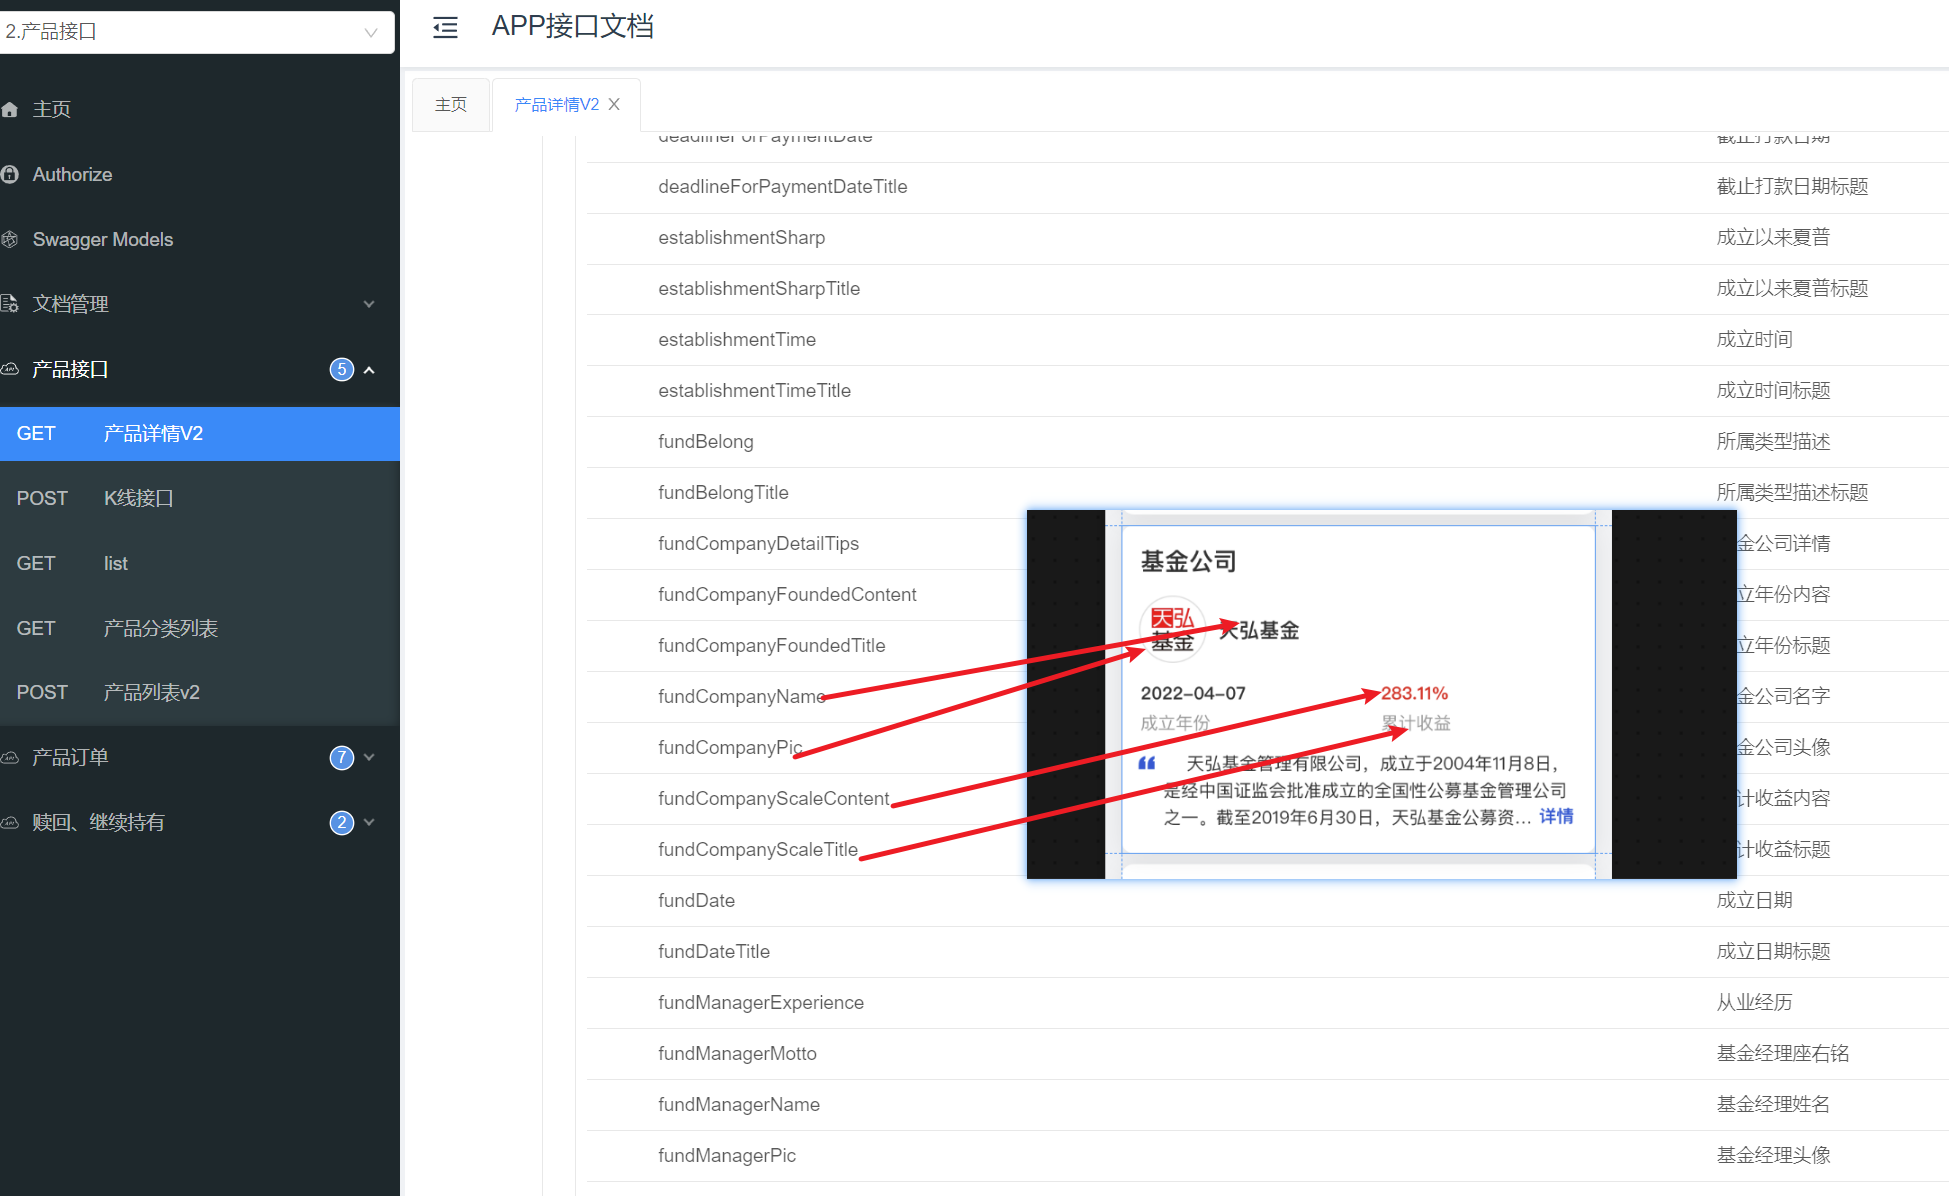 2.产品接口
主页
Authorize
Swagger Models
文档管理
产品接口 5
GET 产品详情V2
POST K线接口
GET list
GET 产品分类列表
POST 产品列表v2
产品订单 7
赎回、继续持有 2
APP接口文档
主页 产品详情V2
deadlineForPaymentDate 截止打款日期
deadlineForPaymentDateTitle 截止打款日期标题
establishmentSharp 成立以来夏普
establishmentSharpTitle 成立以来夏普标题
establishmentTime 成立时间
establishmentTimeTitle 成立时间标题
fundBelong 所属类型描述
fundBelongTitle 所属类型描述标题
fundCompanyDetailTips 金公司详情
fundCompanyFoundedContent 立年份内容
fundCompanyFoundedTitle 立年份标题
fundCompanyName 金公司名字
fundCompanyPic 金公司头像
fundCompanyScaleContent 计收益内容
fundCompanyScaleTitle 计收益标题
fundDate 成立日期
fundDateTitle 成立日期标题
fundManagerExperience 从业经历
fundManagerMotto 基金经理座右铭
fundManagerName 基金经理姓名
fundManagerPic 基金经理头像
基金公司
天弘
基金
天弘基金
2022-04-07 283.11%
成立年份 累计收益
天弘基金管理有限公司，成立于2004年11月8日，
是经中国证监会批准成立的全国性公募基金管理公司
之一。截至2019年6月30日，天弘基金公募资... 详情